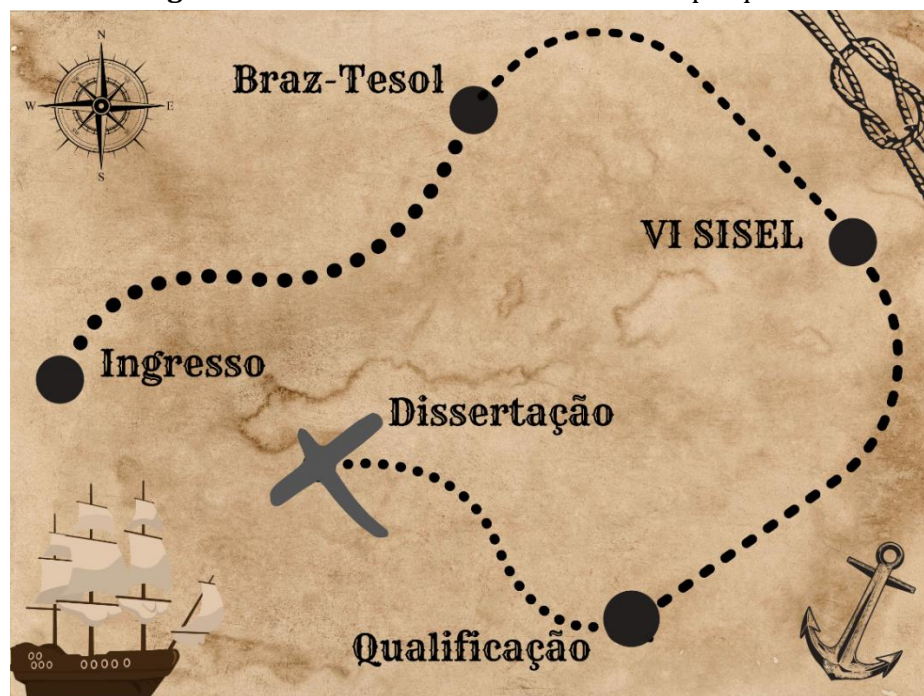 N
W
E
S
Braz-Tesol
VI SISEL
Ingresso
Dissertação
Qualificação